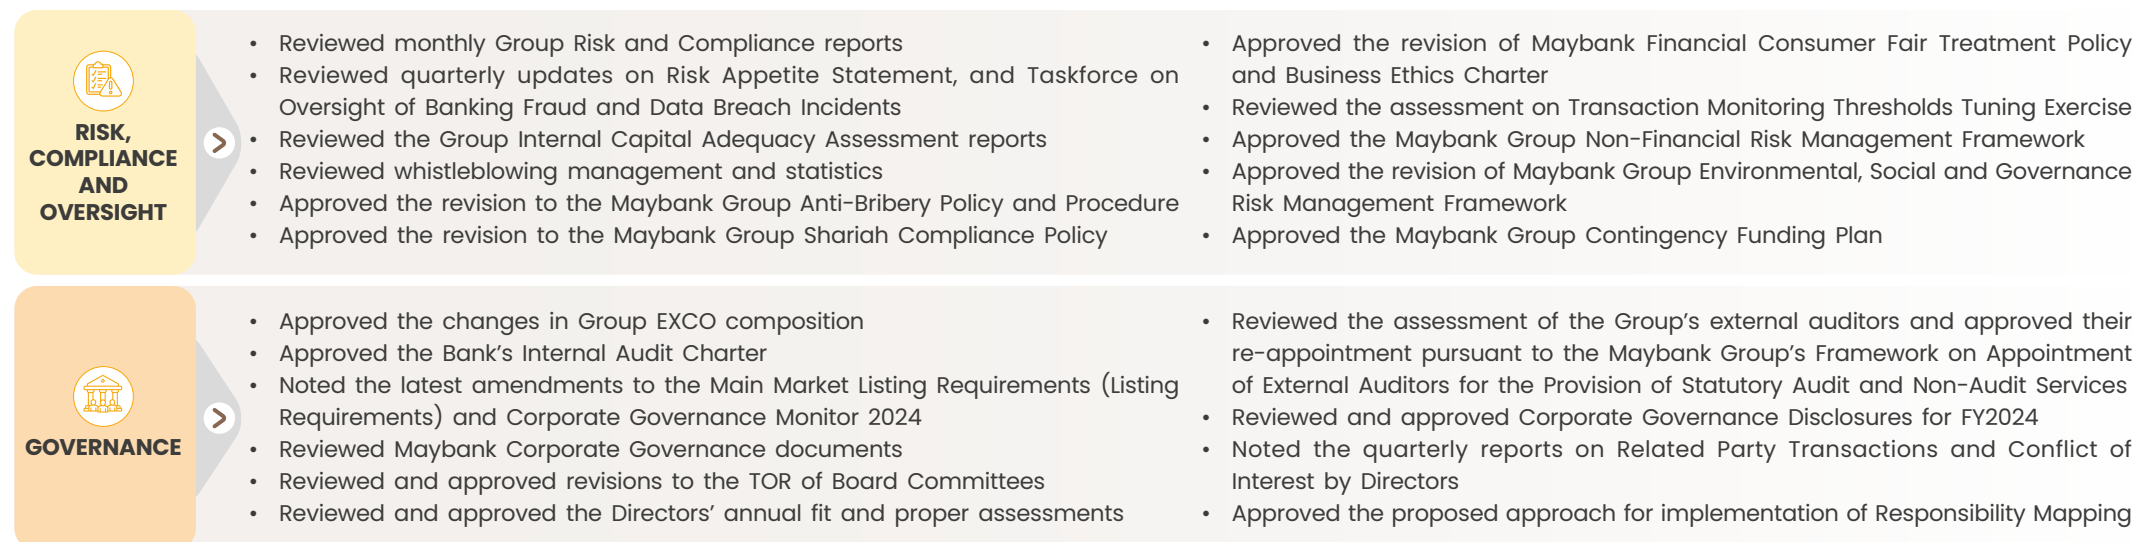 RISK,
COMPLIANCE
AND
OVERSIGHT
• Reviewed monthly Group Risk and Compliance reports
• Reviewed quarterly updates on Risk Appetite Statement, and Taskforce on
Oversight of Banking Fraud and Data Breach Incidents
• Reviewed the Group Internal Capital Adequacy Assessment reports
• Reviewed whistleblowing management and statistics
• Approved the revision to the Maybank Group Anti-Bribery Policy and Procedure
• Approved the revision to the Maybank Group Shariah Compliance Policy
• Approved the revision of Maybank Financial Consumer Fair Treatment Policy
and Business Ethics Charter
• Reviewed the assessment on Transaction Monitoring Thresholds Tuning Exercise
• Approved the Maybank Group Non-Financial Risk Management Framework
• Approved the revision of Maybank Group Environmental, Social and Governance
Risk Management Framework
• Approved the Maybank Group Contingency Funding Plan
GOVERNANCE
• Approved the changes in Group EXCO composition
• Approved the Bank’s Internal Audit Charter
• Noted the latest amendments to the Main Market Listing Requirements (Listing
Requirements) and Corporate Governance Monitor 2024
• Reviewed Maybank Corporate Governance documents
• Reviewed and approved revisions to the TOR of Board Committees
• Reviewed and approved the Directors’ annual fit and proper assessments
• Reviewed the assessment of the Group’s external auditors and approved their
re-appointment pursuant to the Maybank Group’s Framework on Appointment
of External Auditors for the Provision of Statutory Audit and Non-Audit Services
• Reviewed and approved Corporate Governance Disclosures for FY2024
• Noted the quarterly reports on Related Party Transactions and Conflict of
Interest by Directors
• Approved the proposed approach for implementation of Responsibility Mapping